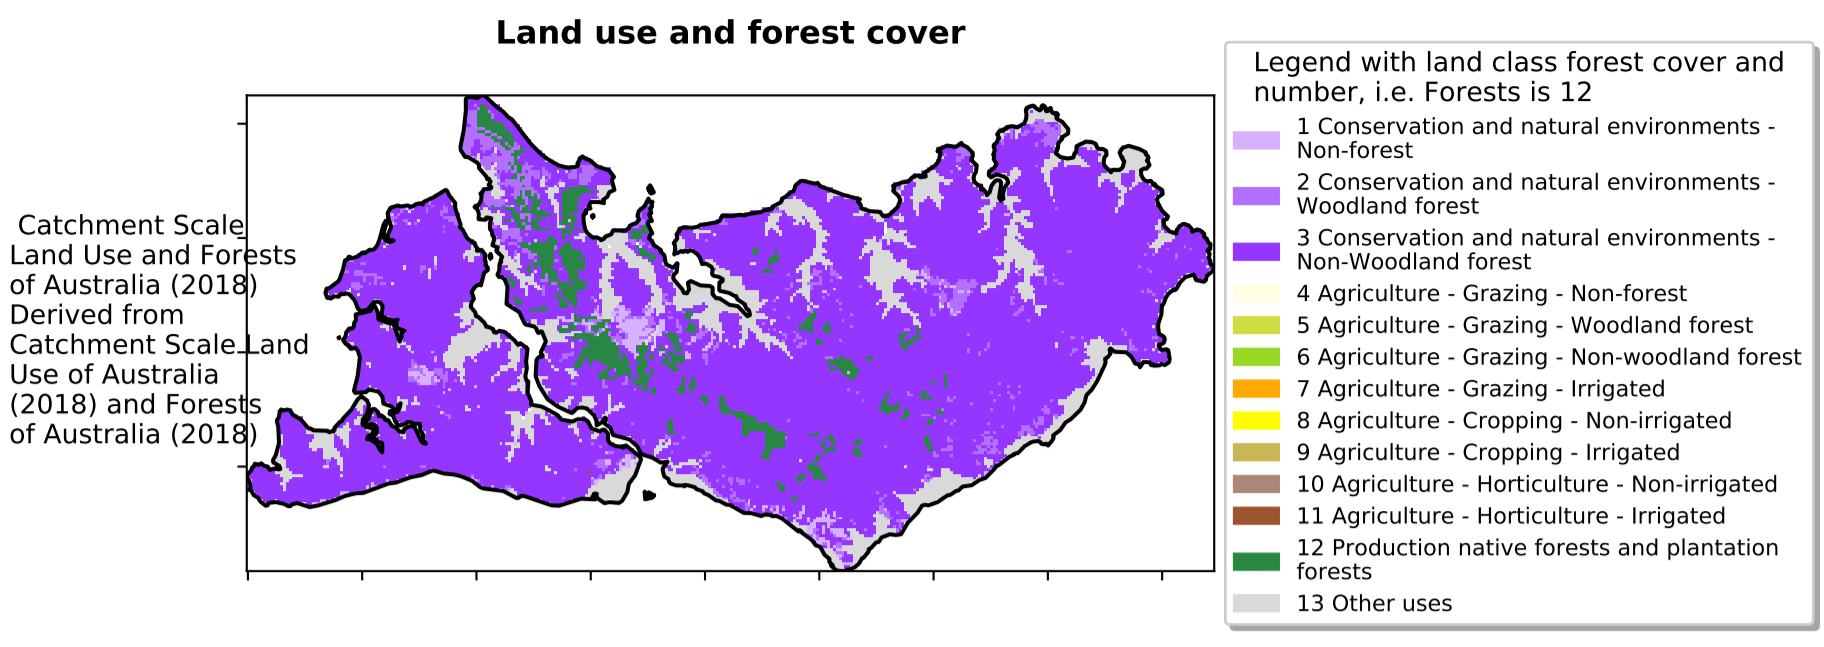 Land use and forest cover
Catchment Scale
Land Use and Forests
of Australia (2018)
Derived from
Catchment Scale Land
Use of Australia
(2018) and Forests
of Australia (2018)
Legend with land class forest cover and
number, i.e. Forests is 12
1 Conservation and natural environments -
Non-forest
2 Conservation and natural environments -
Woodland forest
3 Conservation and natural environments -
Non-Woodland forest
4 Agriculture - Grazing - Non-forest
5 Agriculture - Grazing - Woodland forest
6 Agriculture - Grazing - Non-woodland forest
7 Agriculture - Grazing - Irrigated
8 Agriculture - Cropping - Non-irrigated
9 Agriculture - Cropping - Irrigated
10 Agriculture - Horticulture - Non-irrigated
11 Agriculture - Horticulture - Irrigated
12 Production native forests and plantation
forests
13 Other uses